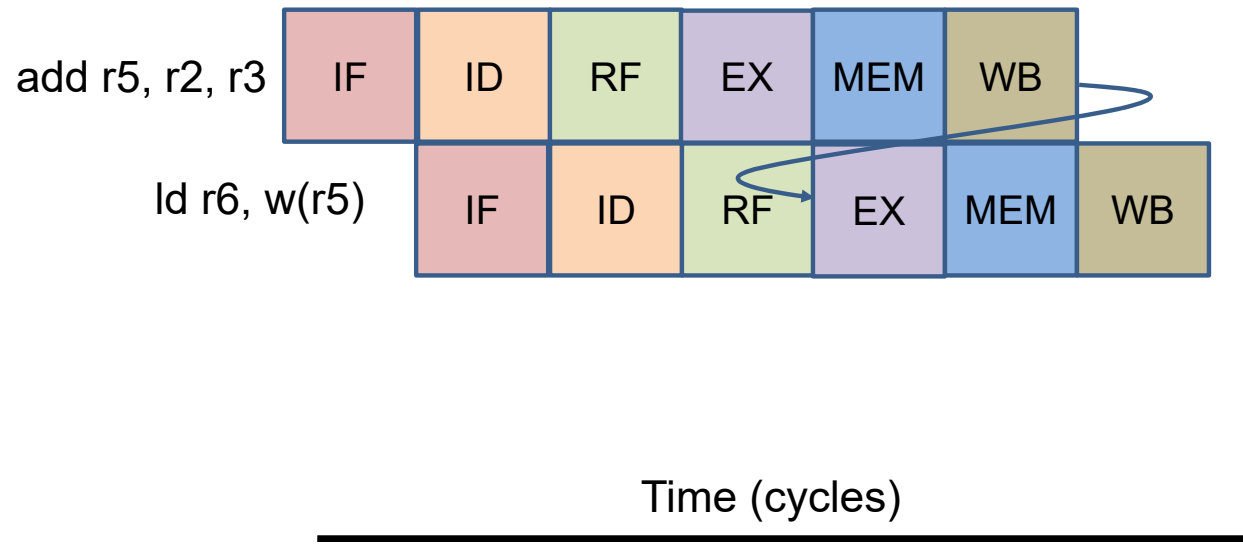 add r5, r2, r3 IF ID RF EX MEM WB
ld r6, w(r5) IF ID RF EX MEM WB
Time (cycles)